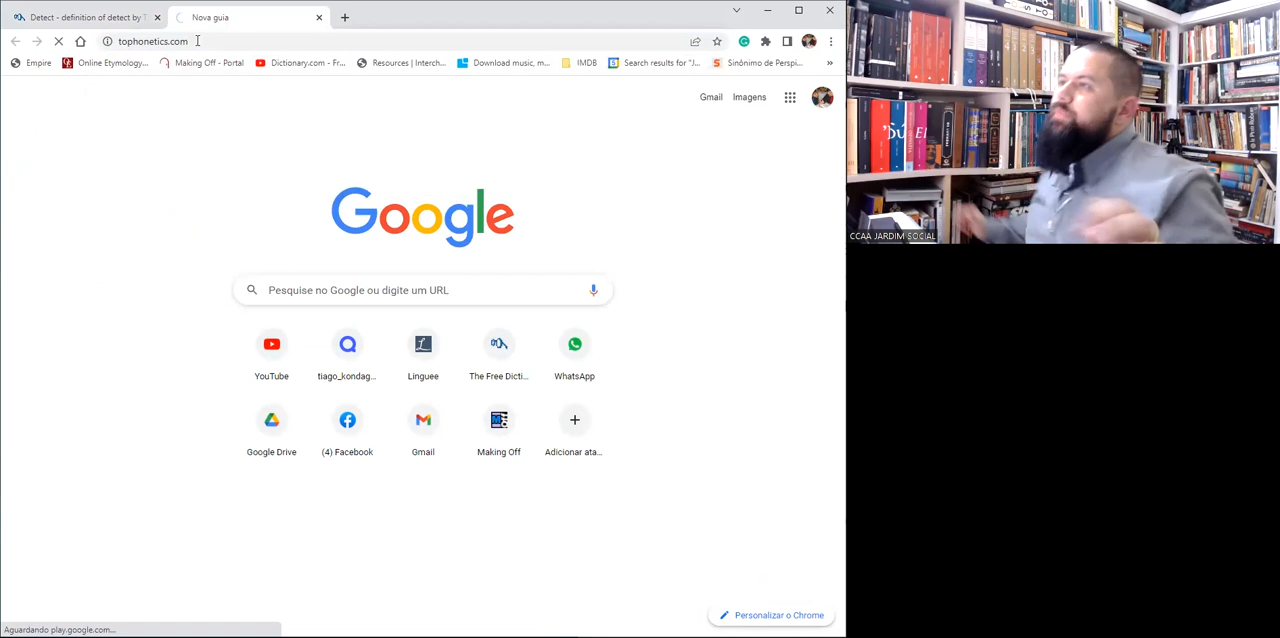 Detect - definition of detect by T
Nova guia
tophonetics.com
Empire
Online Etymology...
Making Off - Portal
Dictionary.com - Fr...
Resources | Interch...
Download music, m...
IMDB
Search results for "J...
Sinônimo de Perspi...
Gmail
Imagens
Google
Pesquise no Google ou digite um URL
YouTube
tiago_kondag...
Linguee
The Free Dicti...
WhatsApp
Google Drive
(4) Facebook
Gmail
Making Off
Adicionar ata...
Personalizar o Chrome
Aguardando play.google.com...
CCAA JARDIM SOCIAL